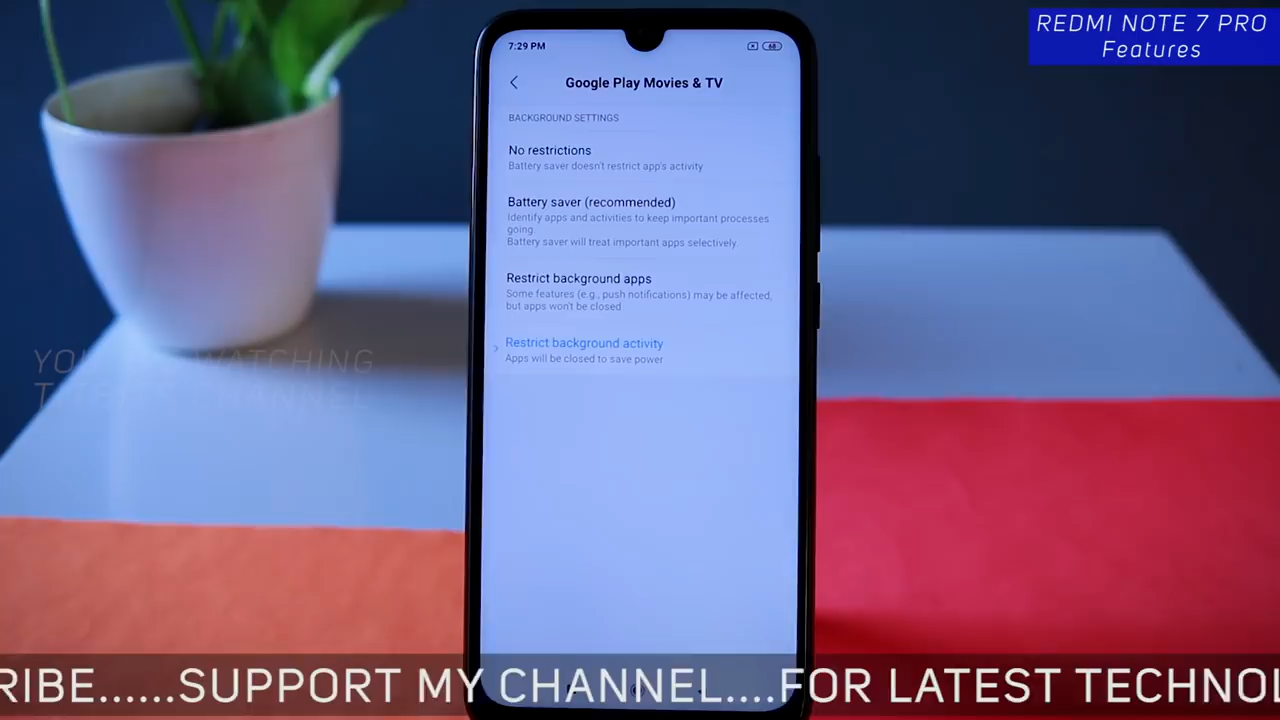 REDMI NOTE 7 PRO
Features
7:29 PM
68
Google Play Movies & TV
BACKGROUND SETTINGS
No restrictions
Battery saver doesn't restrict app's activity
Battery saver (recommended)
Identify apps and activities to keep important processes
going.
Battery saver will treat important apps selectively.
Restrict background apps
Some features (e.g., push notifications) may be affected,
but apps won't be closed
Restrict background activity
Apps will be closed to save power
WATCHING
CHANNEL
RIBE......SUPPORT MY CHANNEL....FOR LATEST TECHNOL